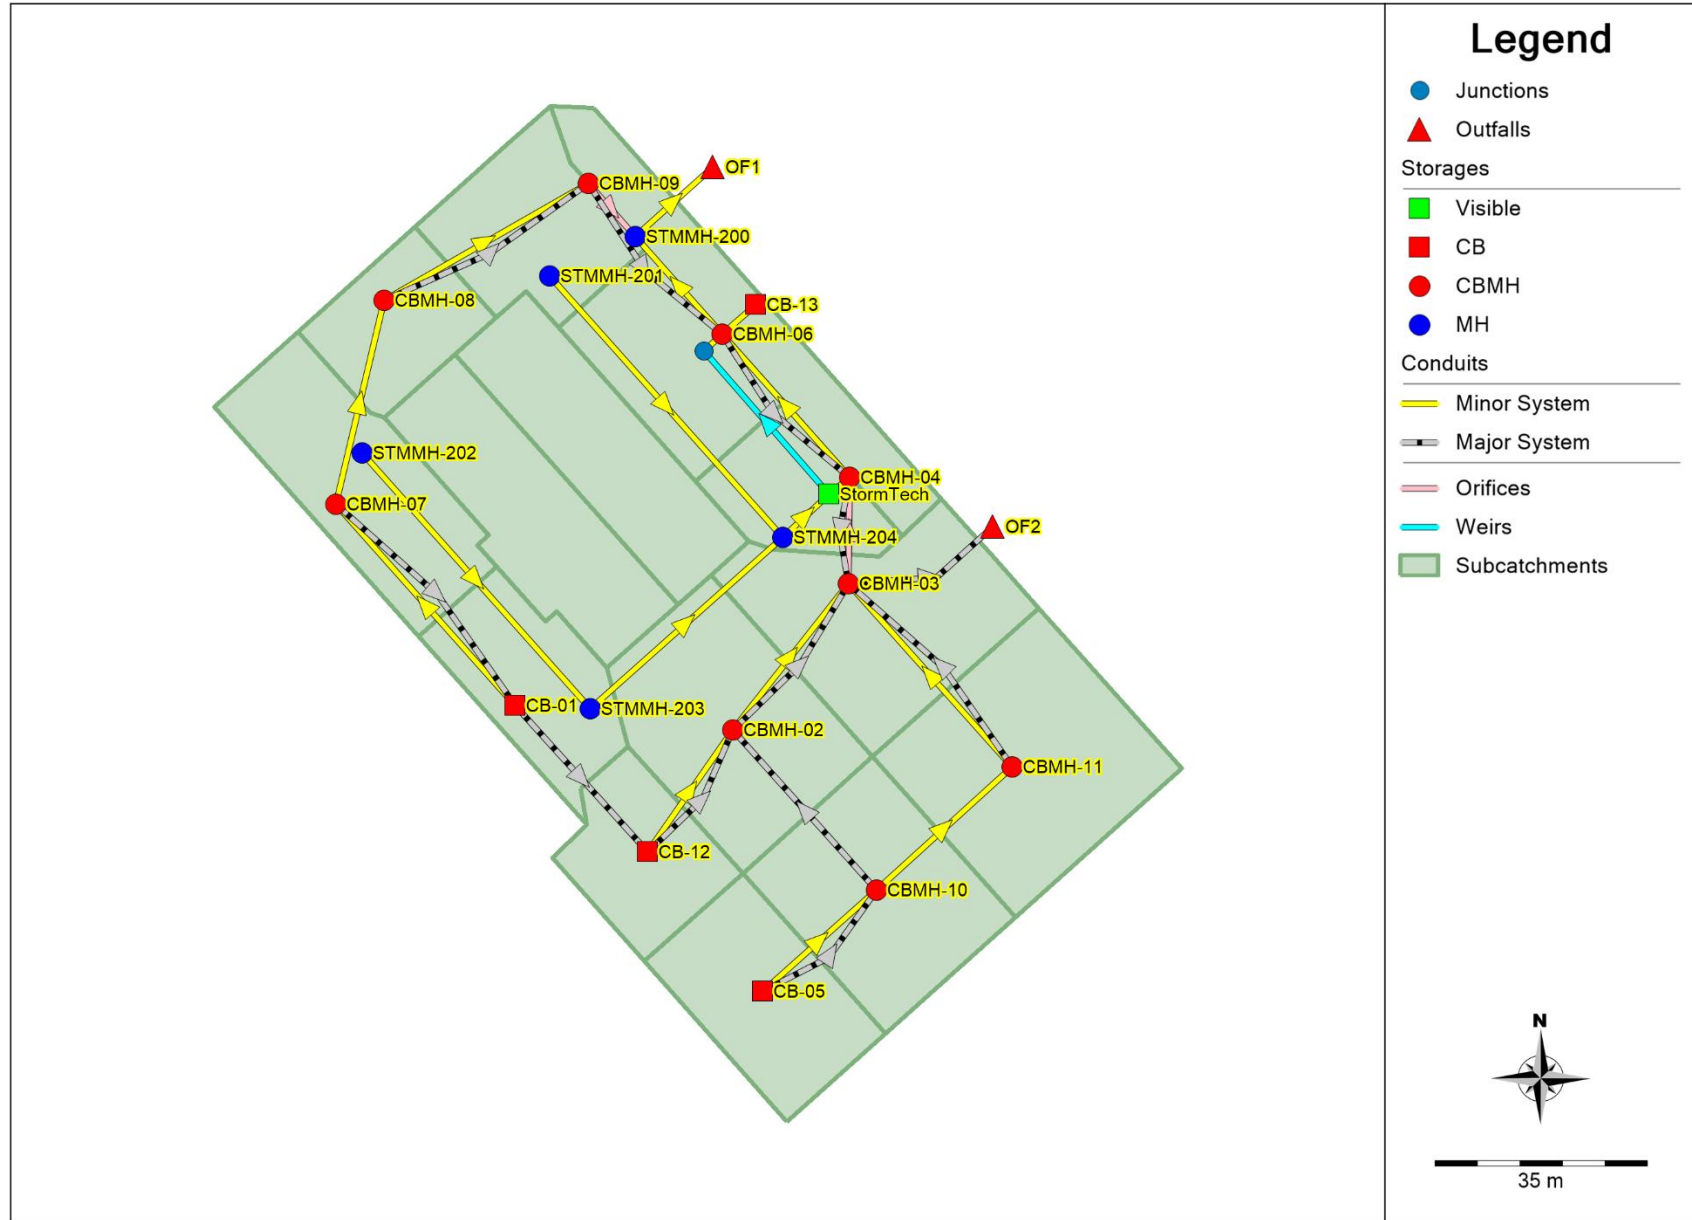 Legend
Junctions
Outfalls
Storages
Visible
CB
CBMH
MH
Conduits
Minor System
Major System
Orifices
Weirs
Subcatchments
OF1
CBMH-09
STMMH-200
STMMH-201
CBMH-08
CB-13
CBMH-06
STMMH-202
CBMH-04
StormTech
CBMH-07
OF2
STMMH-204
CBMH-03
CB-01
STMMH-203
CBMH-02
CBMH-11
CB-12
CBMH-10
CB-05
N
35 m